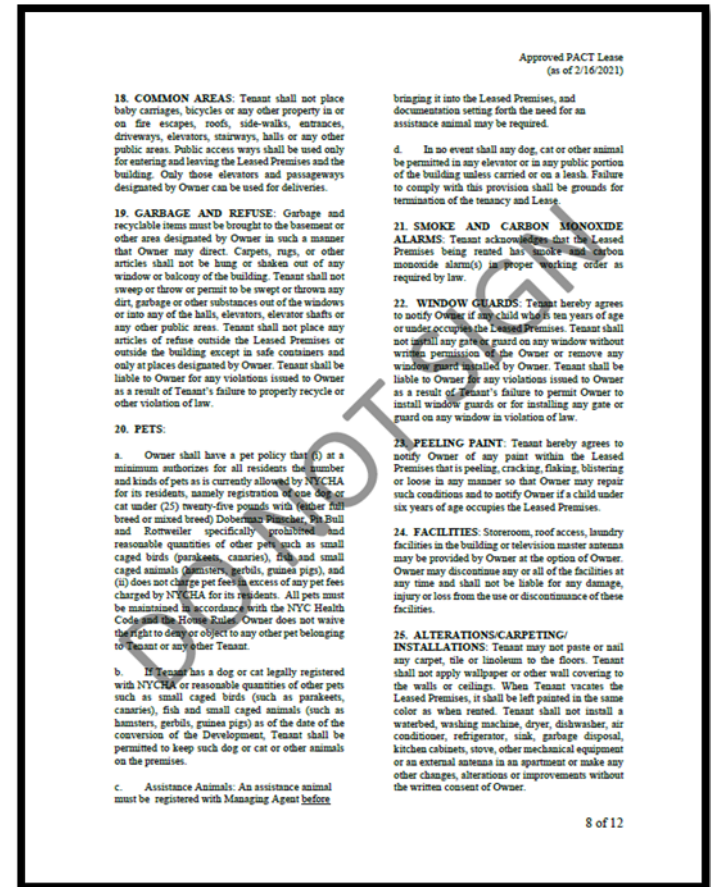 Approved PACT Lease
(as of 2/16/2021)
18. COMMON AREAS: Tenant shall not place
baby carriages, bicycles or any other property in or
on fire escapes, roofs, side-walks, entrances,
driveways, elevators, stairways, halls or any other
public areas. Public access ways shall be used only
for entering and leaving the Leased Premises and the
building. Only those elevators and passageways
designated by Owner can be used for deliveries.
19. GARBAGE AND REFUSE: Garbage and
recyclable items must be brought to the basement or
other area designated by Owner in such a manner
that Owner may direct. Carpets, rugs, or other
articles shall not be hung or shaken out of any
window or balcony of the building. Tenant shall not
sweep or throw or permit to be swept or thrown any
dirt, garbage or other substances out of the windows
or into any of the halls, elevators, elevator shafts or
any other public areas. Tenant shall not place any
articles of refuse outside the Leased Premises or
outside the building except in safe containers and
only at places designated by Owner. Tenant shall be
liable to Owner for any violations issued to Owner
as a result of Tenant's failure to properly recycle or
other violation of law.
20. PETS:
a. Owner shall have a pet policy that (i) at a
minimum authorizes for all residents the number
and kinds of pets as is currently allowed by NYCHA
for its residents, namely registration of one dog or
cat under (25) twenty-five pounds with (either full
breed or mixed breed) Doberman Pinscher, Pit Bull
and Rottweiler specifically prohibited and
reasonable quantities of other pets such as small
caged birds (parakeets, canaries), fish and small
caged animals (hamsters, gerbils, guinea pigs), and
(ii) does not charge pet fees in excess of any pet fees
charged by NYCHA for its residents. All pets must
be maintained in accordance with the NYC Health
Code and the House Rules. Owner does not waive
the right to deny or object to any other pet belonging
to Tenant or any other Tenant.
b. If Tenant has a dog or cat legally registered
with NYCHA or reasonable quantities of other pets
such as small caged birds (such as parakeets,
canaries), fish and small caged animals (such as
hamsters, gerbils, guinea pigs) as of the date of the
conversion of the Development, Tenant shall be
permitted to keep such dog or cat or other animals
on the premises.
c. Assistance Animals: An assistance animal
must be registered with Managing Agent before
bringing it into the Leased Premises, and
documentation setting forth the need for an
assistance animal may be required.
d. In no event shall any dog, cat or other animal
be permitted in any elevator or in any public portion
of the building unless carried or on a leash. Failure
to comply with this provision shall be grounds for
termination of the tenancy and Lease.
21. SMOKE AND CARBON MONOXIDE
ALARMS: Tenant acknowledges that the Leased
Premises being rented has smoke and carbon
monoxide alarm(s) in proper working order as
required by law.
22. WINDOW GUARDS: Tenant hereby agrees
to notify Owner if any child who is ten years of age
or under occupies the Leased Premises. Tenant shall
not install any gate or guard on any window without
written permission of the Owner or remove any
window guard installed by Owner. Tenant shall be
liable to Owner for any violations issued to Owner
as a result of Tenant's failure to permit Owner to
install window guards or for installing any gate or
guard on any window in violation of law.
23. PEELING PAINT: Tenant hereby agrees to
notify Owner of any paint within the Leased
Premises that is peeling, cracking, flaking, blistering
or loose in any manner so that Owner may repair
such conditions and to notify Owner if a child under
six years of age occupies the Leased Premises.
24. FACILITIES: Storeroom, roof access, laundry
facilities in the building or television master antenna
may be provided by Owner at the option of Owner.
Owner may discontinue any or all of the facilities at
any time and shall not be liable for any damage,
injury or loss from the use or discontinuance of these
facilities.
25. ALTERATIONS/CARPETING/
INSTALLATIONS: Tenant may not paste or nail
any carpet, tile or linoleum to the floors. Tenant
shall not apply wallpaper or other wall covering to
the walls or ceilings. When Tenant vacates the
Leased Premises, it shall be left painted in the same
color as when rented. Tenant shall not install a
waterbed, washing machine, dryer, dishwasher, air
conditioner, refrigerator, sink, garbage disposal,
kitchen cabinets, stove, other mechanical equipment
or an external antenna in an apartment or make any
other changes, alterations or improvements without
the written consent of Owner.
8 of 12
DO NOT SIGN